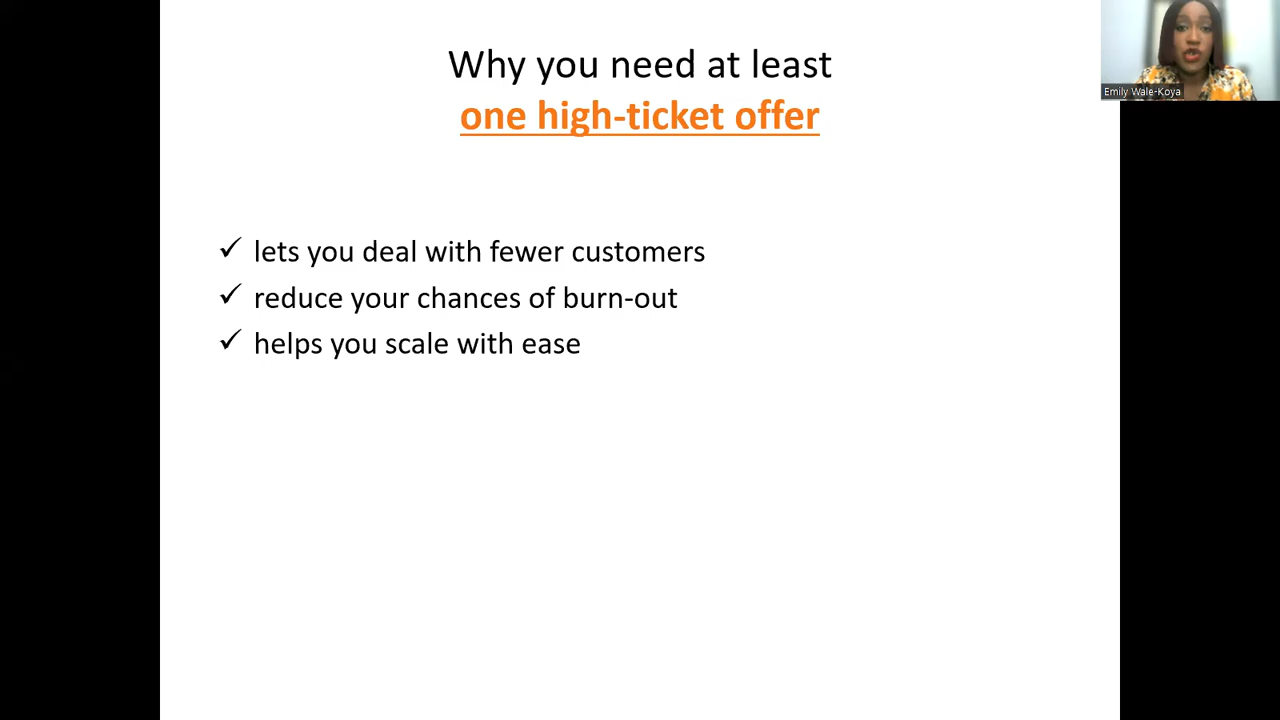 Why you need at least
one high-ticket offer
Emily Wale-Koya
✓ lets you deal with fewer customers
✓ reduce your chances of burn-out
✓ helps you scale with ease